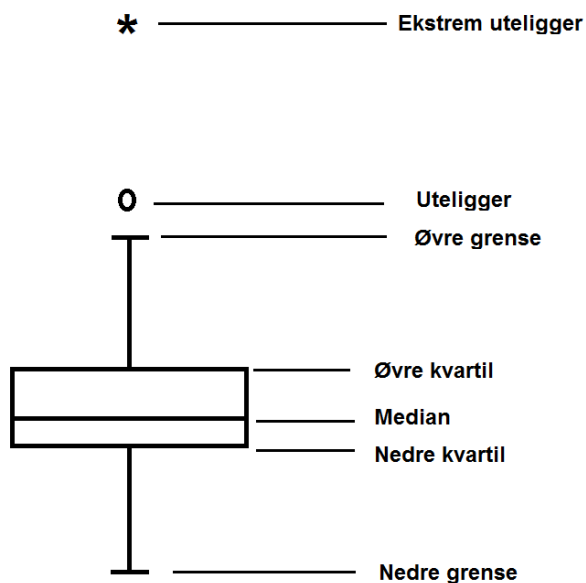 Ekstrem uteligger
Uteligger
Øvre grense
Øvre kvartil
Median
Nedre kvartil
Nedre grense